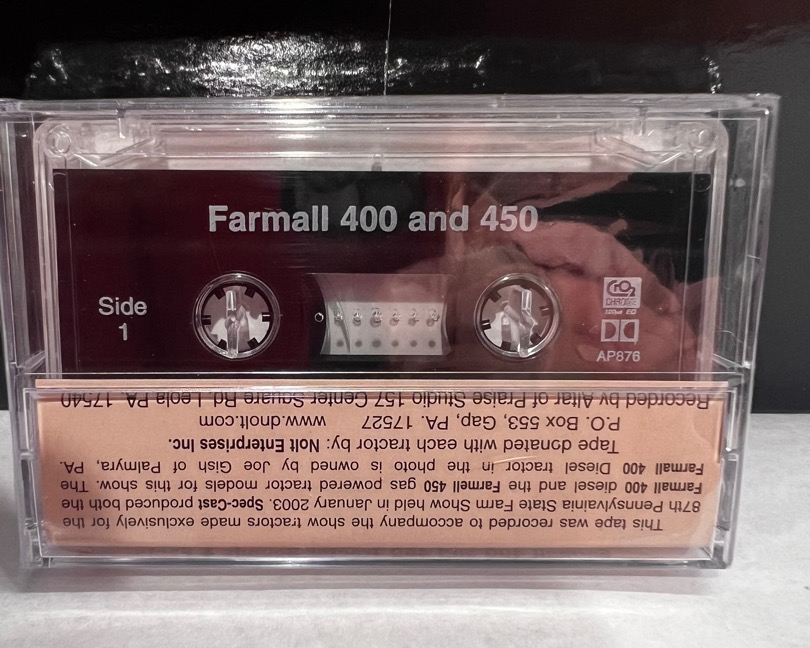 Farmall 400 and 450
Side
1
CrO2
CHROME
120µs EQ
AP876
This tape was recorded to accompany the show tractors made exclusively for the
87th Pennsylvainia State Farm Show held in January 2003. Spec-Cast produced both the
Farmall 400 diesel and the Farmell 450 gas powered tractor models for this show. The
Farmall 400 Diesel tractor in the photo is owned by Joe Gish of Palmyra, PA.
Tape donated with each tractor by: Nolt Enterprises Inc.
P.O. Box 553, Gap, PA. 17527 www.dnolt.com
Recorded by Altar of Praise Studio 157 Center Square Rd. Leola PA. 17540